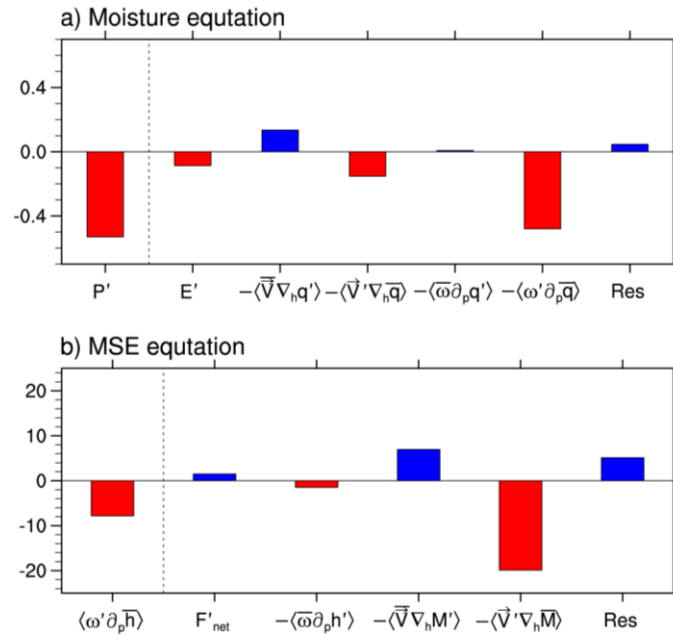 a) Moisture equtation
0.4
0.0
-0.4
P′ E′ −⟨V̄⃗∇ₕq′⟩ −⟨V⃗′∇ₕq̄⟩ −⟨ω̄∂ₚq′⟩ −⟨ω′∂ₚq̄⟩ Res
b) MSE equtation
20
10
0
-10
-20
⟨ω′∂ₚh̄⟩ F′net −⟨ω̄∂ₚh′⟩ −⟨V̄⃗∇ₕM′⟩ −⟨V⃗′∇ₕM̄⟩ Res